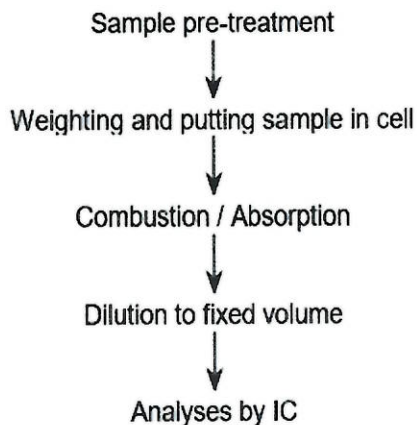 Sample pre-treatment
Weighting and putting sample in cell
Combustion / Absorption
Dilution to fixed volume
Analyses by IC